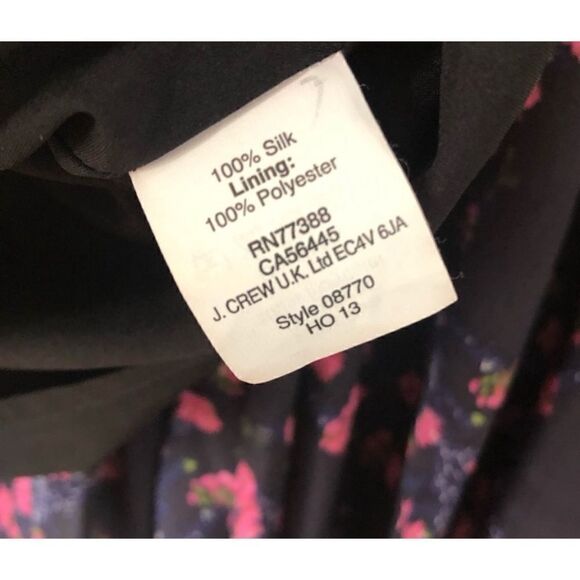 100% Silk
Lining:
100% Polyester
RN77388
CA56445
J. CREW U.K. Ltd EC4V 6JA
Style 08770
HO 13